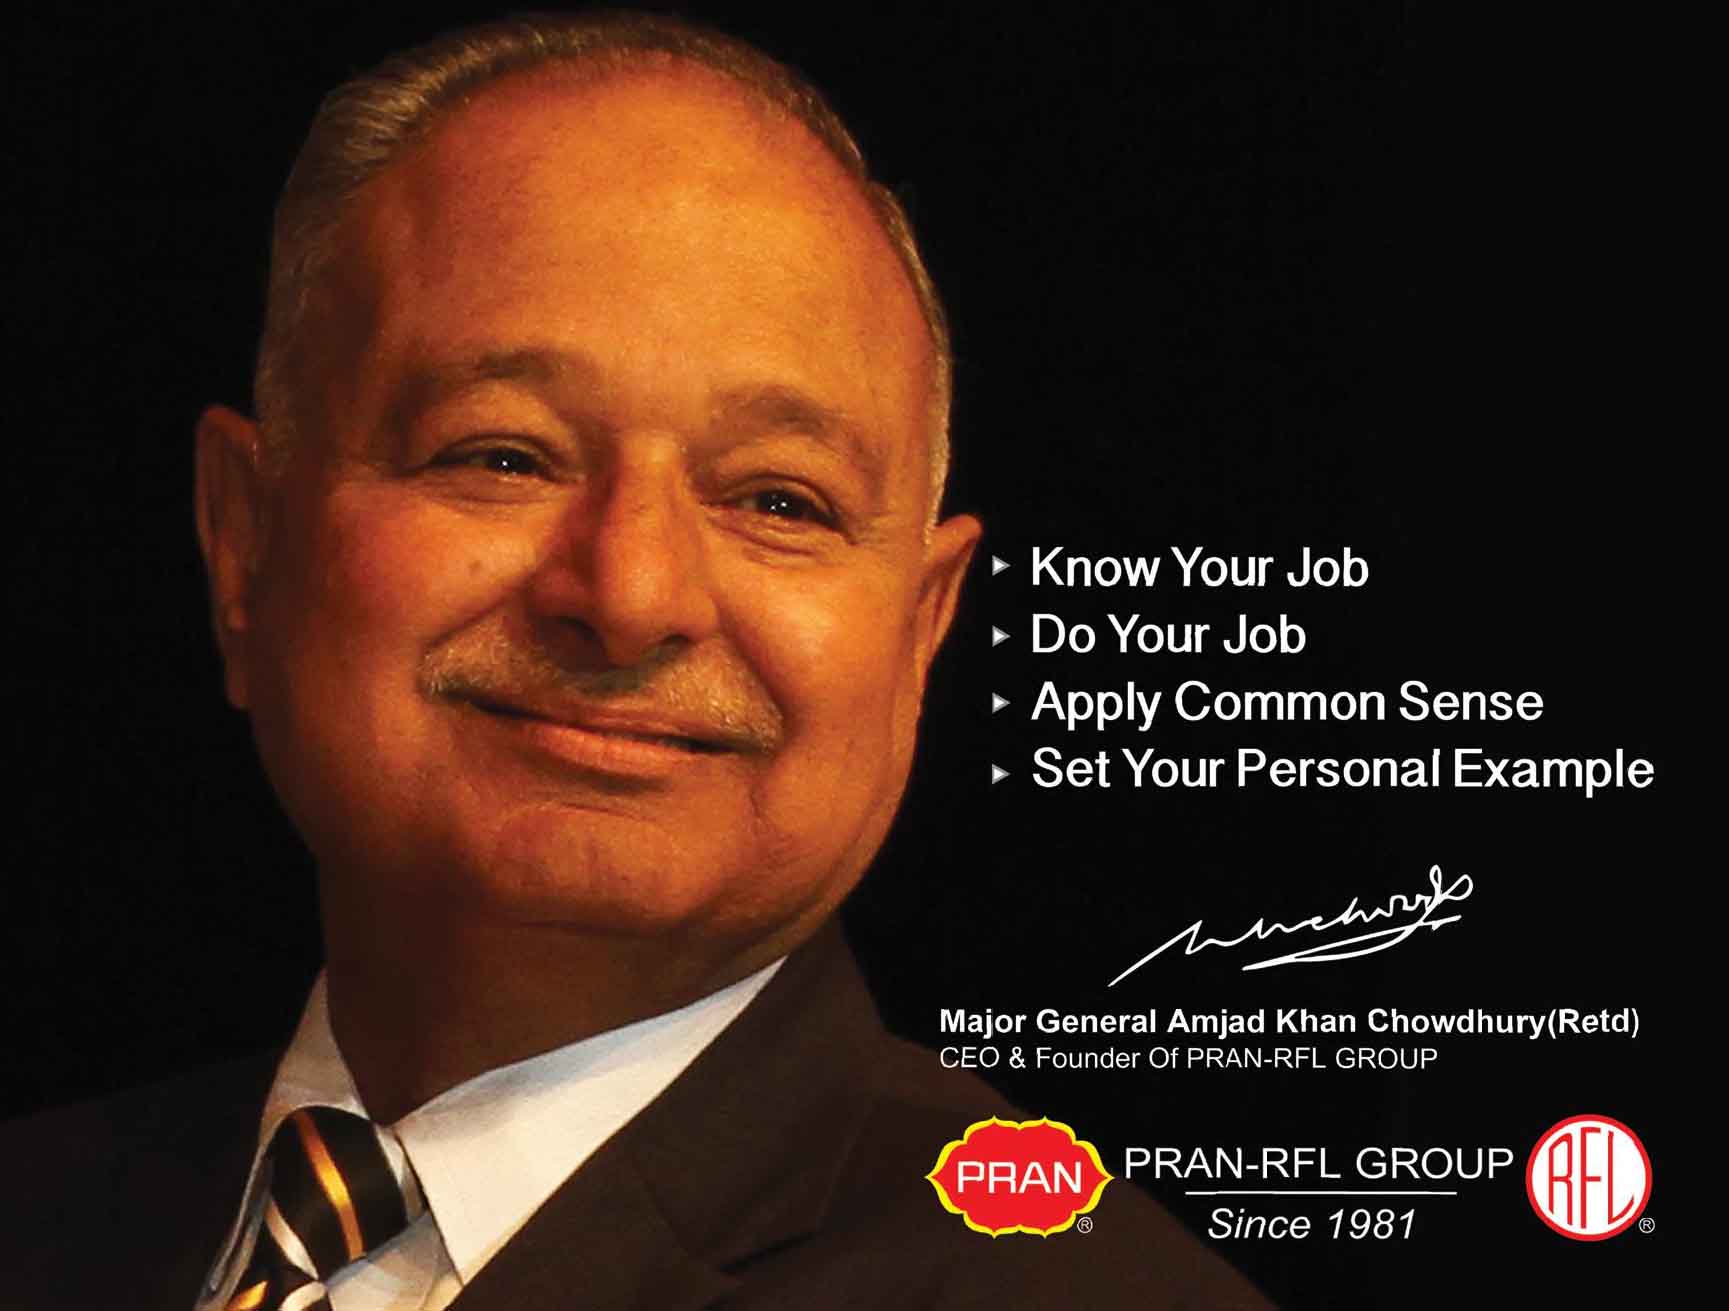 Know Your Job
Do Your Job
Apply Common Sense
Set Your Personal Example
Major General Amjad Khan Chowdhury(Retd)
CEO & Founder Of PRAN-RFL GROUP
PRAN ®
PRAN-RFL GROUP
Since 1981
RFL ®